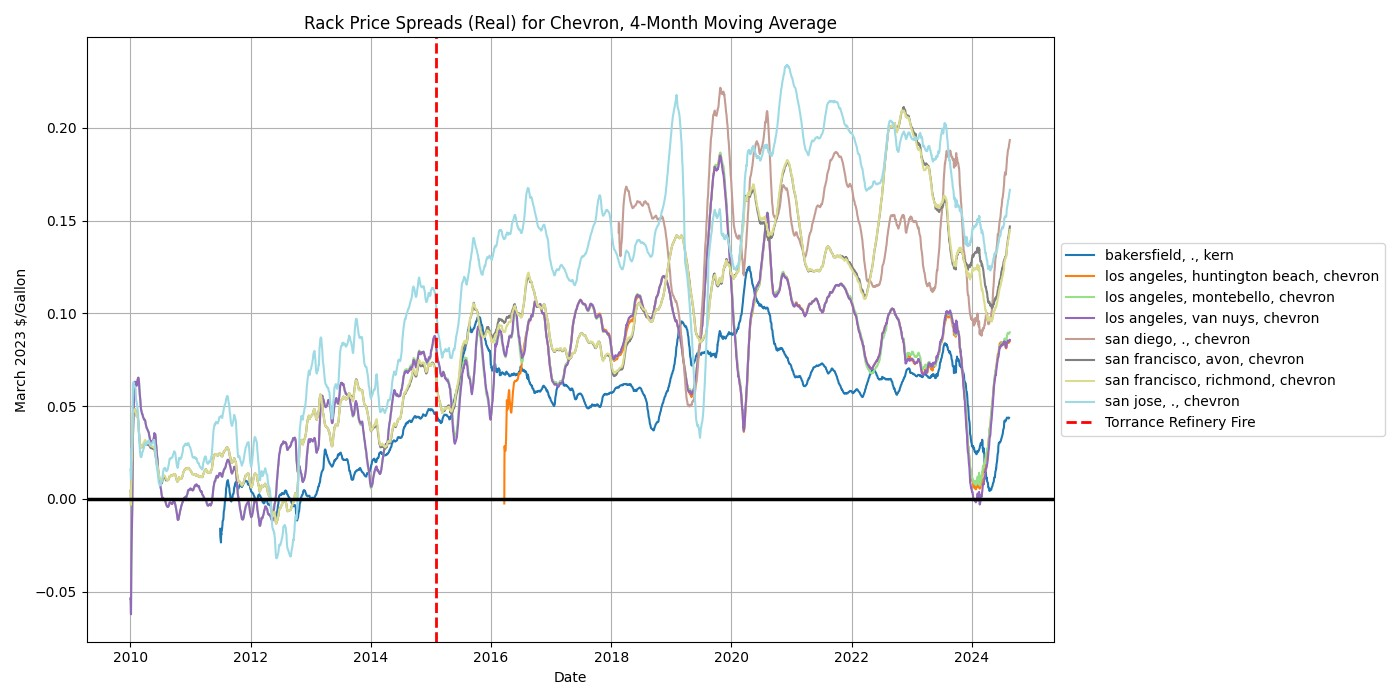 Rack Price Spreads (Real) for Chevron, 4-Month Moving Average
March 2023 $/Gallon
0.20
0.15
0.10
0.05
0.00
−0.05
2010 2012 2014 2016 2018 2020 2022 2024
Date
bakersfield, ., kern
los angeles, huntington beach, chevron
los angeles, montebello, chevron
los angeles, van nuys, chevron
san diego, ., chevron
san francisco, avon, chevron
san francisco, richmond, chevron
san jose, ., chevron
Torrance Refinery Fire